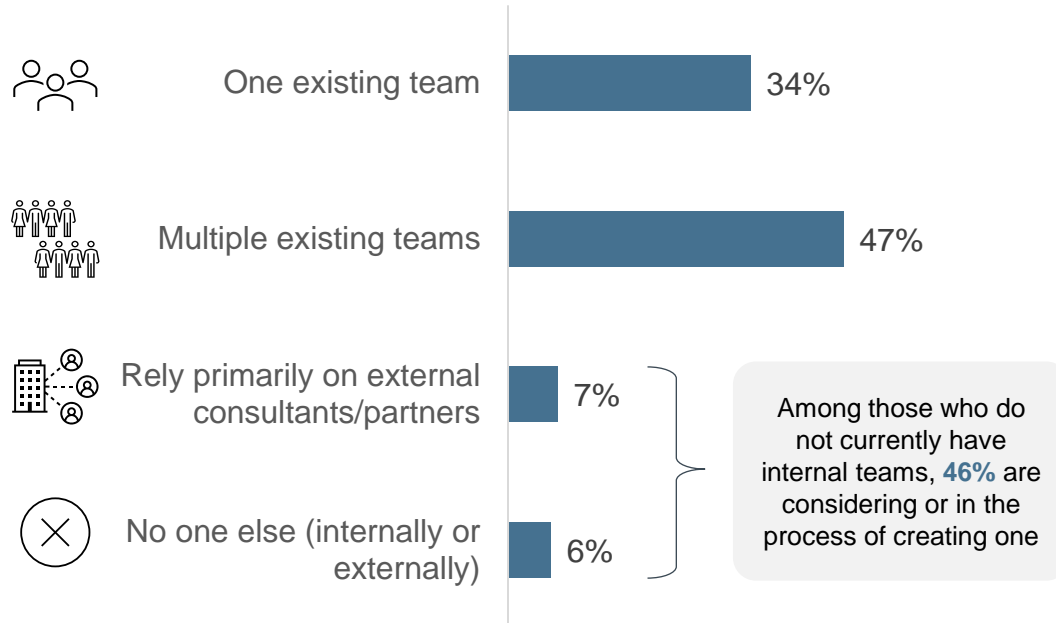 One existing team
34%
Multiple existing teams
47%
Rely primarily on external
consultants/partners
7%
No one else (internally or
externally)
6%
Among those who do
not currently have
internal teams, 46% are
considering or in the
process of creating one